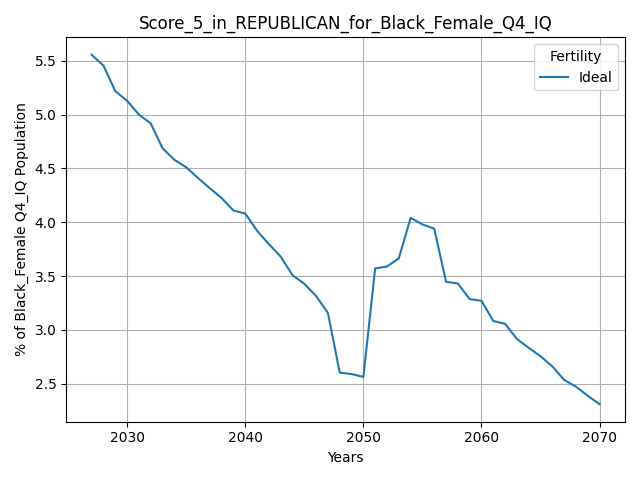 Score_5_in_REPUBLICAN_for_Black_Female_Q4_IQ
Fertility
Ideal
% of Black_Female Q4_IQ Population
5.5
5.0
4.5
4.0
3.5
3.0
2.5
2030 2040 2050 2060 2070
Years